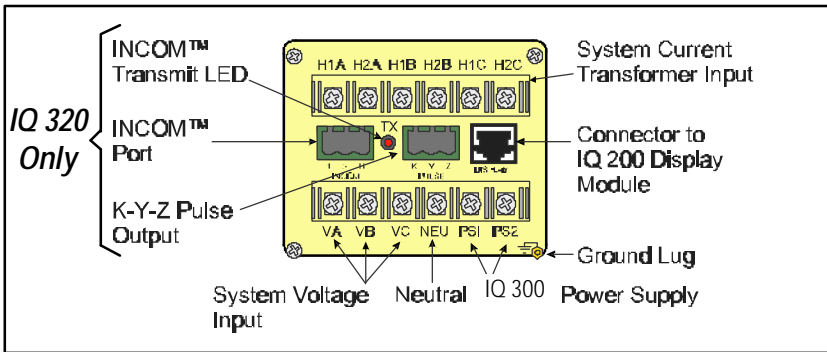 INCOM™
Transmit LED
IQ 320
Only
INCOM™
Port
K-Y-Z Pulse
Output
H1A H2A H1B H2B H1C H2C
TX
INCOM
K Y Z
PULSE
VA VB VC NEU PS1 PS2
System Current
Transformer Input
Connector to
IQ 200 Display
Module
Ground Lug
System Voltage
Input
Neutral
IQ 300 Power Supply